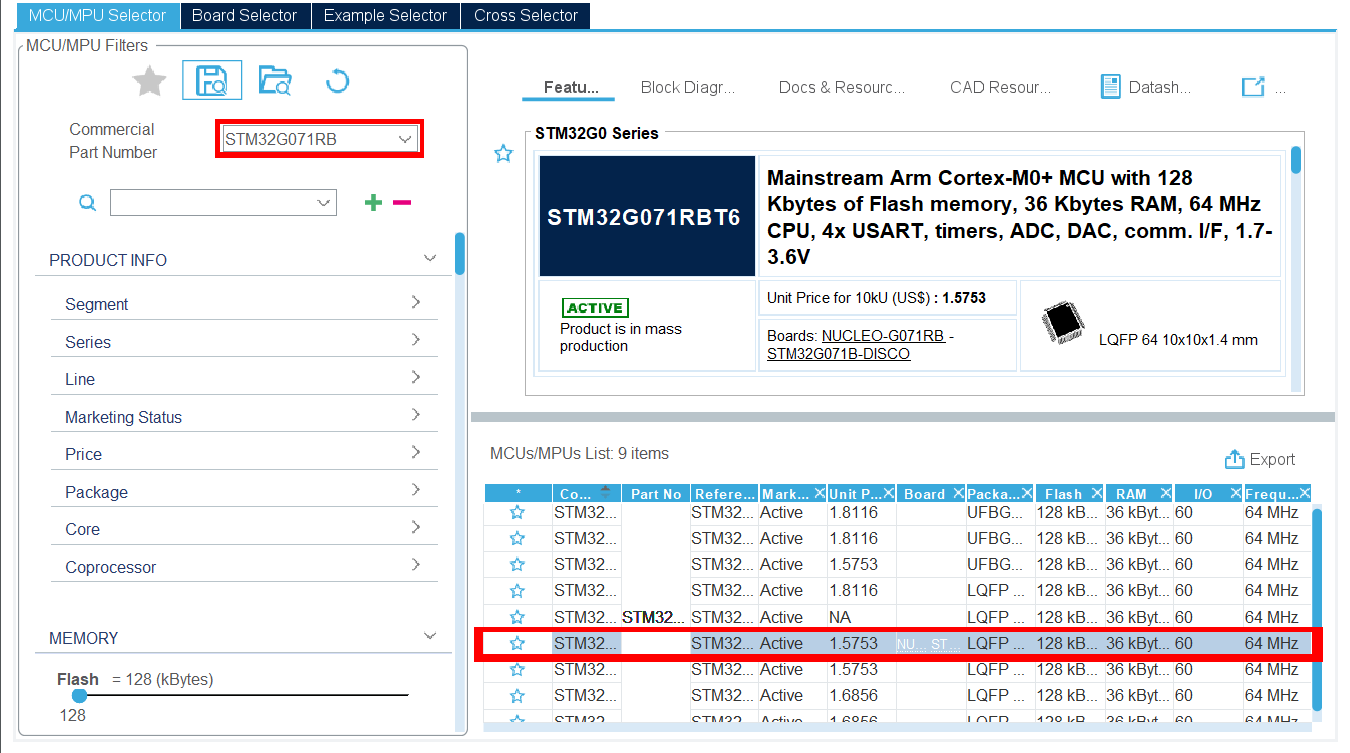 MCU/MPU Selector Board Selector Example Selector Cross Selector
MCU/MPU Filters
Commercial
Part Number
STM32G071RB
PRODUCT INFO
Segment
Series
Line
Marketing Status
Price
Package
Core
Coprocessor
MEMORY
Flash = 128 (kBytes)
128
Featu... Block Diagr... Docs & Resourc... CAD Resour... Datash... ...
STM32G0 Series
STM32G071RBT6
Mainstream Arm Cortex-M0+ MCU with 128
Kbytes of Flash memory, 36 Kbytes RAM, 64 MHz
CPU, 4x USART, timers, ADC, DAC, comm. I/F, 1.7-
3.6V
ACTIVE
Product is in mass
production
Unit Price for 10kU (US$) : 1.5753
Boards: NUCLEO-G071RB -
STM32G071B-DISCO
LQFP 64 10x10x1.4 mm
MCUs/MPUs List: 9 items
Export
* Co... Part No Refere... Mark... Unit P... Board Packa... Flash RAM I/O Frequ...
STM32... STM32... Active 1.8116 UFBG... 128 kB... 36 kByt... 60 64 MHz
STM32... STM32... Active 1.8116 UFBG... 128 kB... 36 kByt... 60 64 MHz
STM32... STM32... Active 1.5753 UFBG... 128 kB... 36 kByt... 60 64 MHz
STM32... STM32... Active 1.8116 LQFP ... 128 kB... 36 kByt... 60 64 MHz
STM32... STM32... STM32... Active NA LQFP ... 128 kB... 36 kByt... 60 64 MHz
STM32... STM32... Active 1.5753 NU... ST... LQFP ... 128 kB... 36 kByt... 60 64 MHz
STM32... STM32... Active 1.5753 LQFP ... 128 kB... 36 kByt... 60 64 MHz
STM32... STM32... Active 1.6856 LQFP ... 128 kB... 36 kByt... 60 64 MHz
STM32... STM32... Active 1.6856 LQFP ... 128 kB... 36 kByt... 60 64 MHz